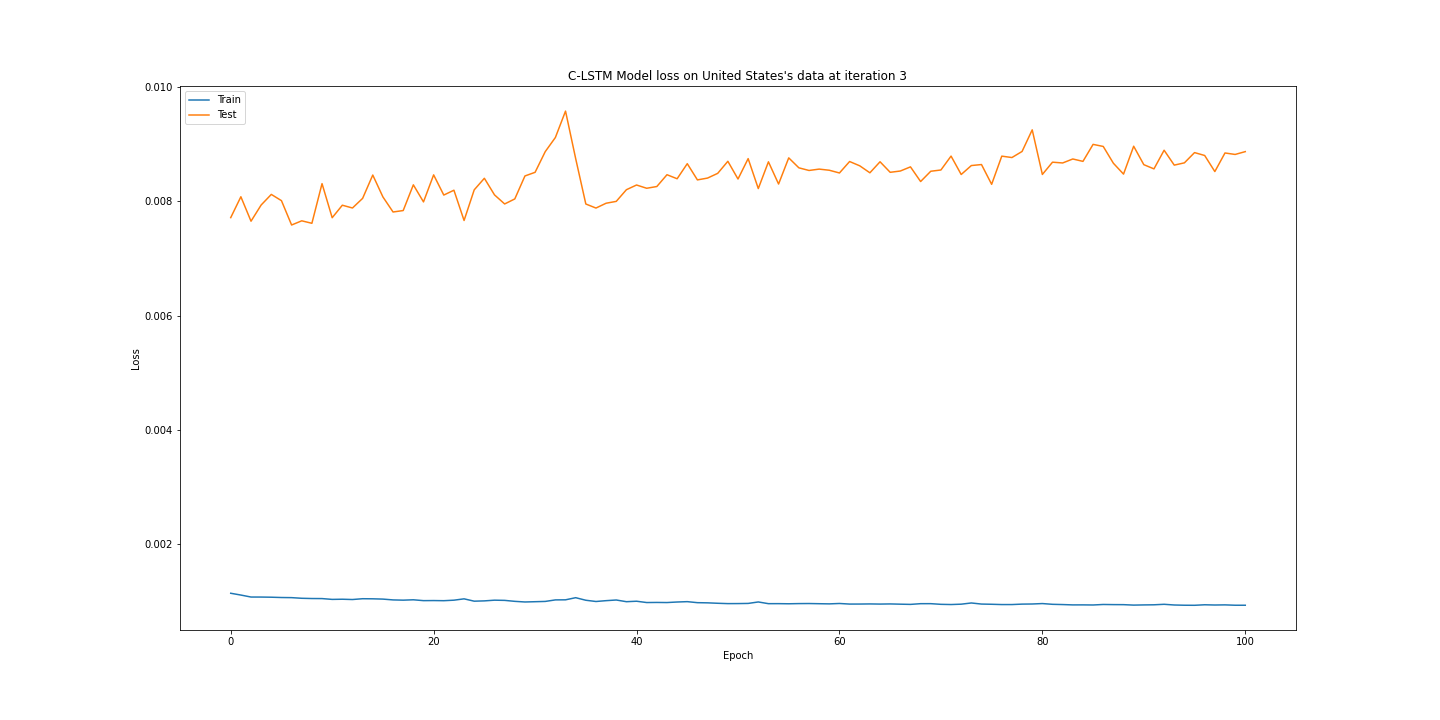 C-LSTM Model loss on United States's data at iteration 3
Train
Test
0.010
0.008
0.006
0.004
0.002
Loss
0 20 40 60 80 100
Epoch